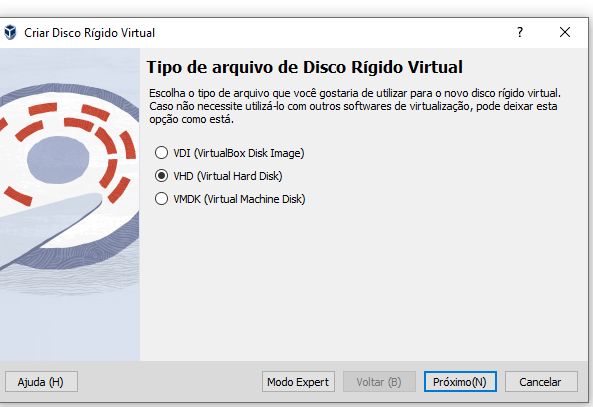 Criar Disco Rígido Virtual
?
Tipo de arquivo de Disco Rígido Virtual
Escolha o tipo de arquivo que você gostaria de utilizar para o novo disco rígido virtual.
Caso não necessite utilizá-lo com outros softwares de virtualização, pode deixar esta
opção como está.
VDI (VirtualBox Disk Image)
VHD (Virtual Hard Disk)
VMDK (Virtual Machine Disk)
Ajuda (H)
Modo Expert
Voltar (B)
Próximo(N)
Cancelar